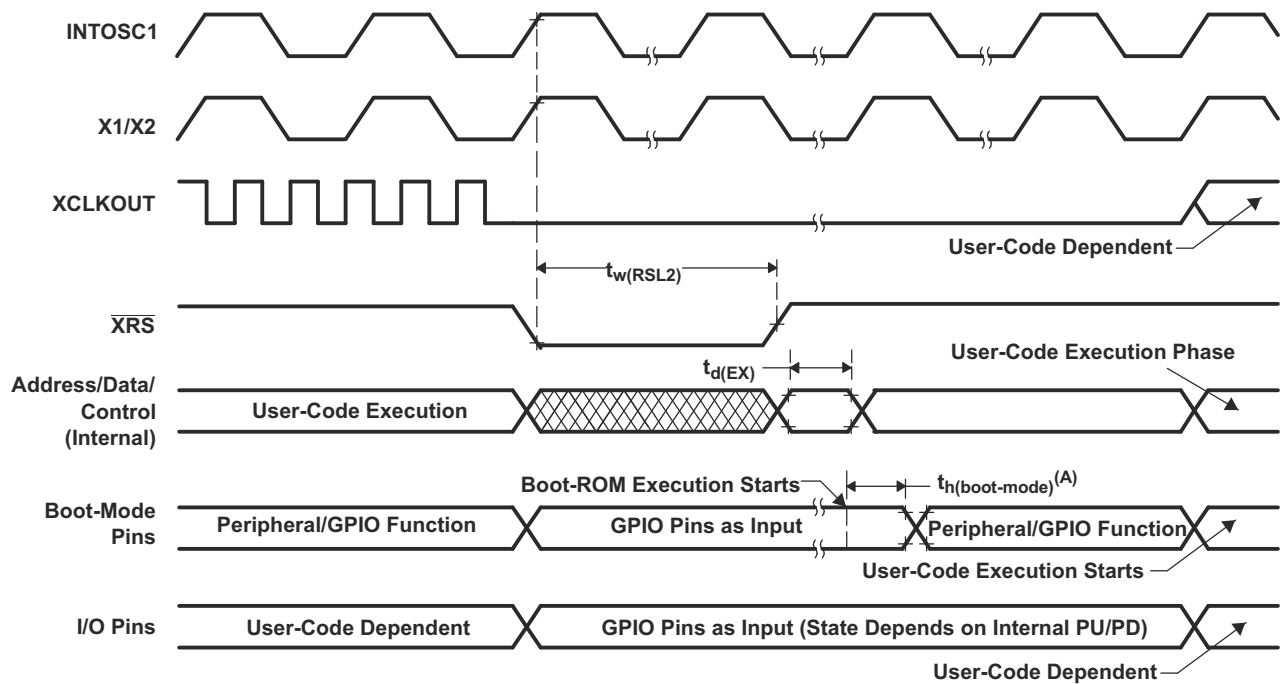 INTOSC1
X1/X2
XCLKOUT
User-Code Dependent
tw(RSL2)
XRS
User-Code Execution Phase
td(EX)
Address/Data/
Control
(Internal)
User-Code Execution
Boot-ROM Execution Starts
th(boot-mode)(A)
Boot-Mode
Pins
Peripheral/GPIO Function
GPIO Pins as Input
Peripheral/GPIO Function
User-Code Execution Starts
I/O Pins
User-Code Dependent
GPIO Pins as Input (State Depends on Internal PU/PD)
User-Code Dependent